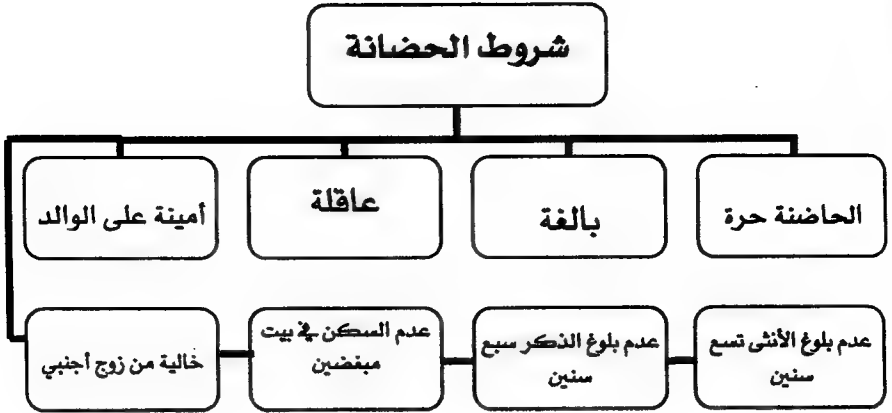 شروط الحضانة
الحاضنة حرة
بالغة
عاقلة
أمينة على الوالد
عدم بلوغ الأنثى تسع
سنين
عدم بلوغ الذكر سبع
سنين
عدم السكن في بيت
مبغضين
خالية من زوج أجنبي